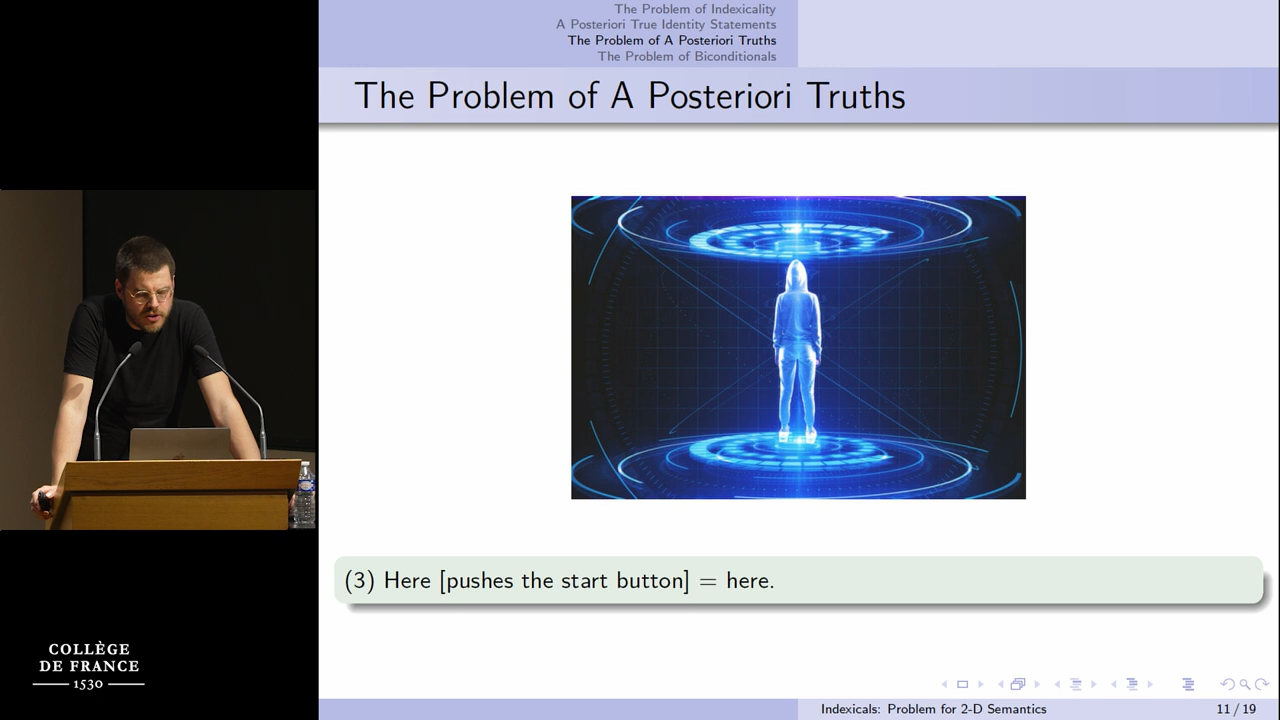 The Problem of Indexicality
A Posteriori True Identity Statements
The Problem of A Posteriori Truths
The Problem of Biconditionals
The Problem of A Posteriori Truths
(3) Here [pushes the start button] = here.
COLLÈGE
DE FRANCE
1530
Indexicals: Problem for 2-D Semantics
11 / 19